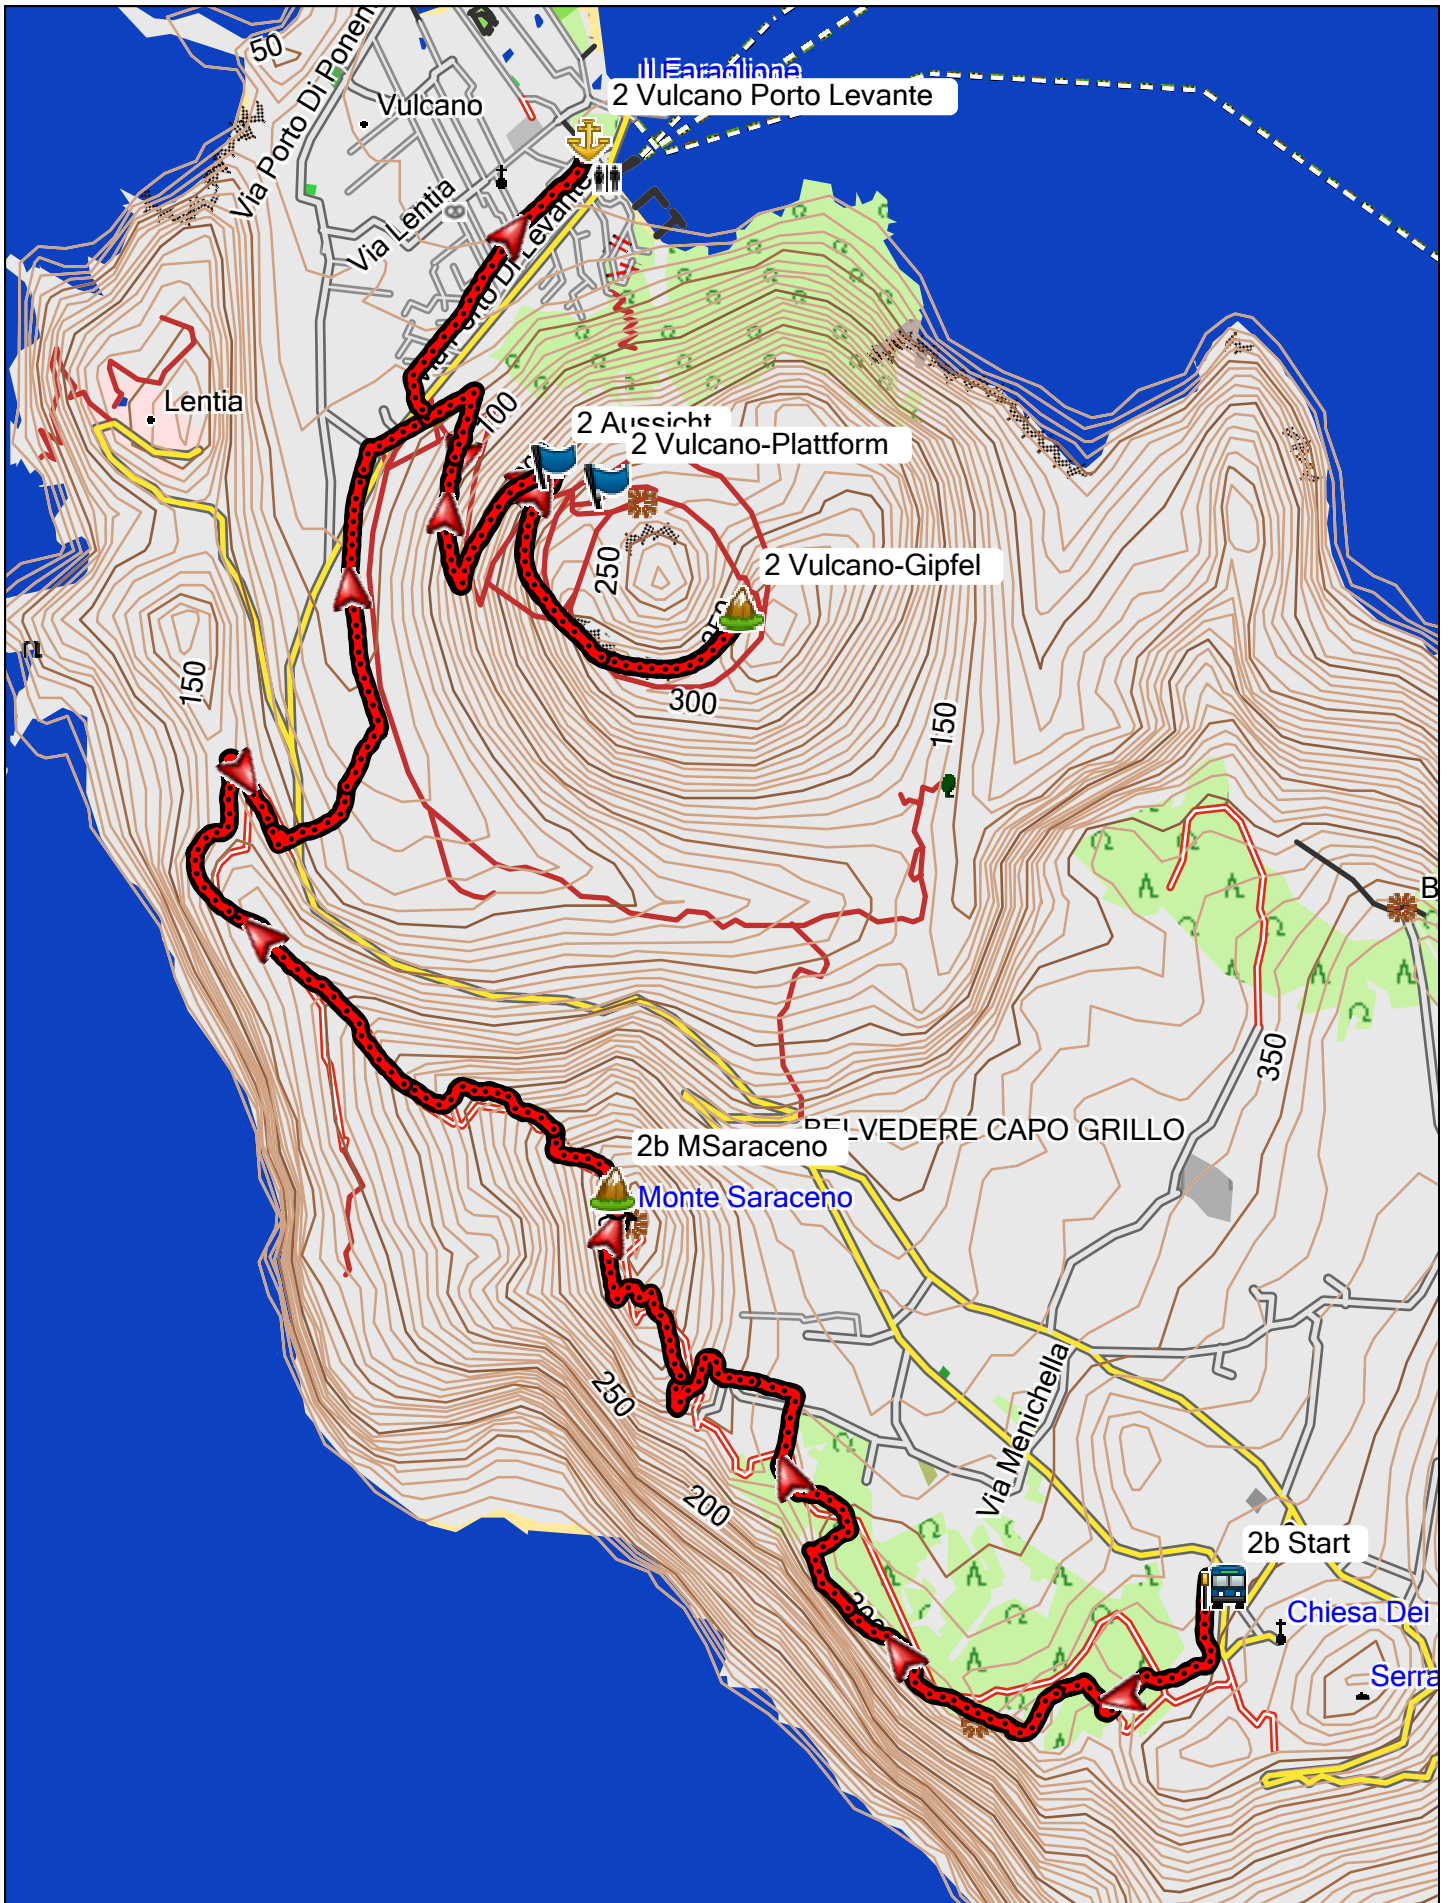 50
Il Faraglione
2 Vulcano Porto Levante
Vulcano
Via Porto Di Ponen
Via Lentia
Via Porto Di Levante
Lentia
100
2 Aussicht
2 Vulcano-Plattform
250
2 Vulcano-Gipfel
150
300
150
B
350
BELVEDERE CAPO GRILLO
2b MSaraceno
Monte Saraceno
250
Via Menichella
200
2b Start
Chiesa Dei
Serra